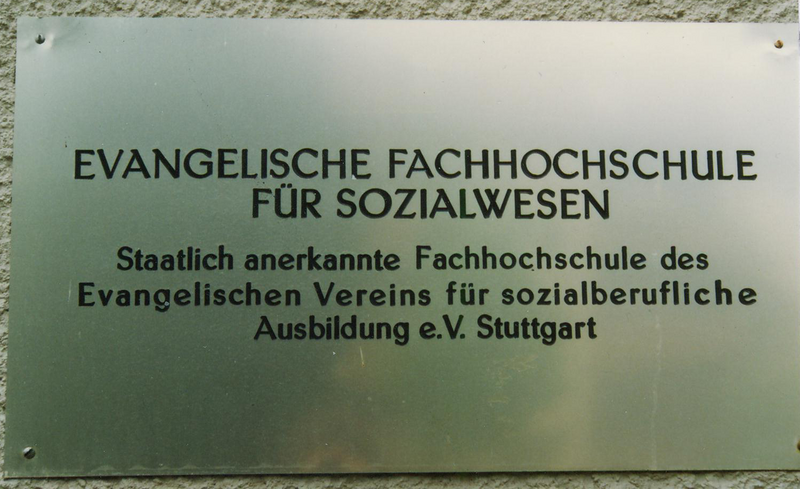 EVANGELISCHE FACHHOCHSCHULE
FÜR SOZIALWESEN
Staatlich anerkannte Fachhochschule des
Evangelischen Vereins für sozialberufliche
Ausbildung e.V. Stuttgart